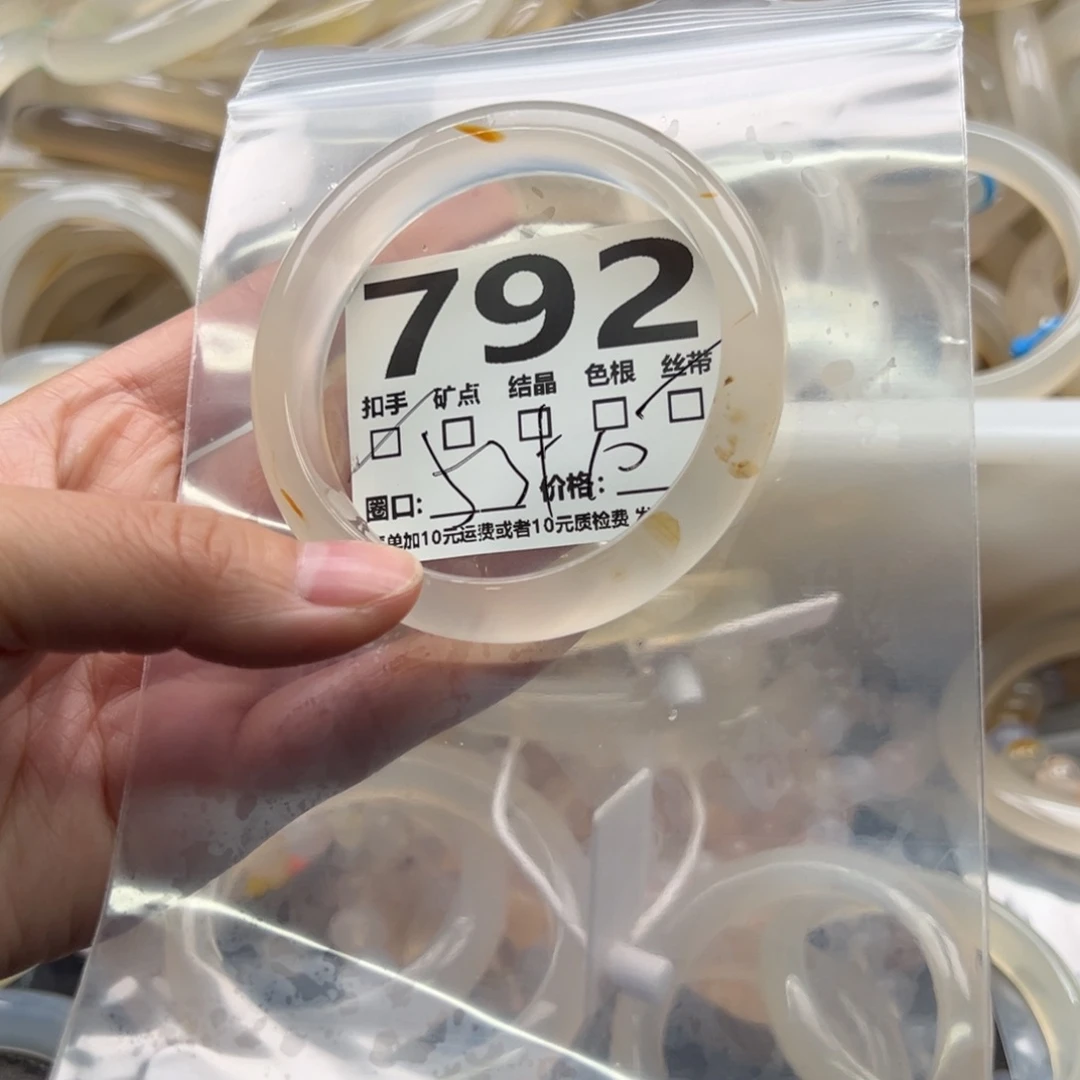 792
扣手 矿点 结晶 色根 丝带
圈口: 价格:
单加10元运费或者10元质检费